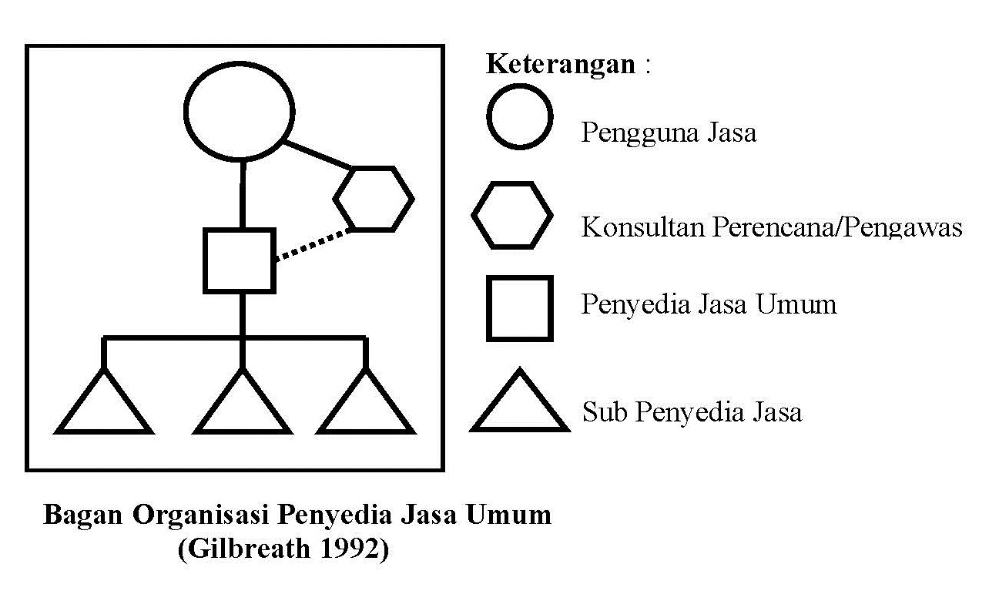 Keterangan :
Pengguna Jasa
Konsultan Perencana/Pengawas
Penyedia Jasa Umum
Sub Penyedia Jasa
Bagan Organisasi Penyedia Jasa Umum
(Gilbreath 1992)